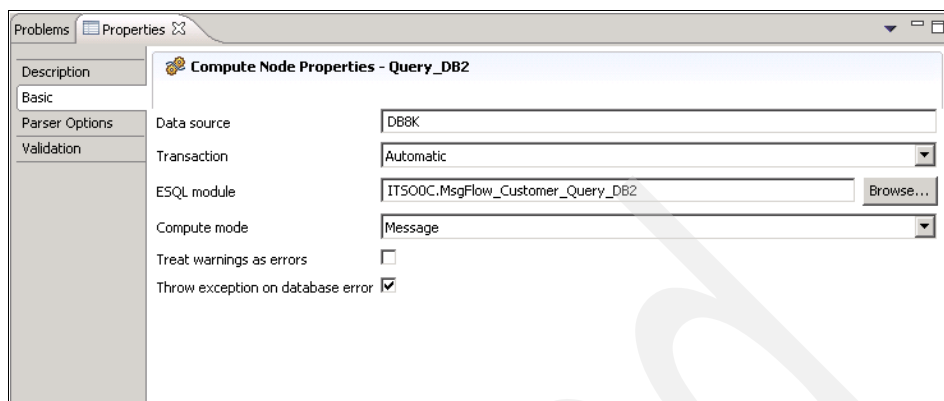 Problems Properties
Description
Basic
Parser Options
Validation
Compute Node Properties - Query_DB2
Data source DB8K
Transaction Automatic
ESQL module ITSO0C.MsgFlow_Customer_Query_DB2 Browse...
Compute mode Message
Treat warnings as errors
Throw exception on database error